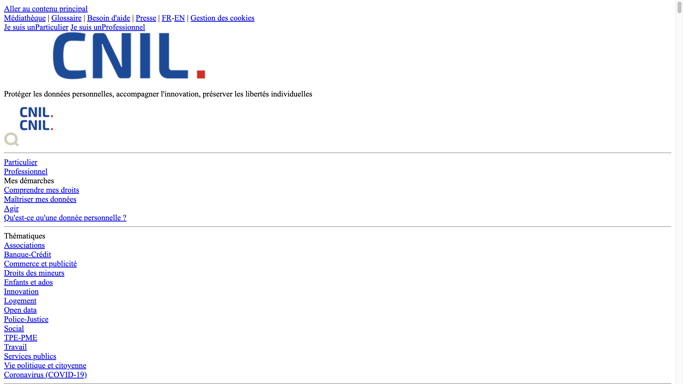 Aller au contenu principal
Médiathèque | Glossaire | Besoin d'aide | Presse | FR-EN | Gestion des cookies
Je suis unParticulier Je suis unProfessionnel
CNIL.
Protéger les données personnelles, accompagner l'innovation, préserver les libertés individuelles
CNIL.
CNIL.
Particulier
Professionnel
Mes démarches
Comprendre mes droits
Maîtriser mes données
Agir
Qu'est-ce qu'une donnée personnelle ?
Thématiques
Associations
Banque-Crédit
Commerce et publicité
Droits des mineurs
Enfants et ados
Innovation
Logement
Open data
Police-Justice
Social
TPE-PME
Travail
Services publics
Vie politique et citoyenne
Coronavirus (COVID-19)